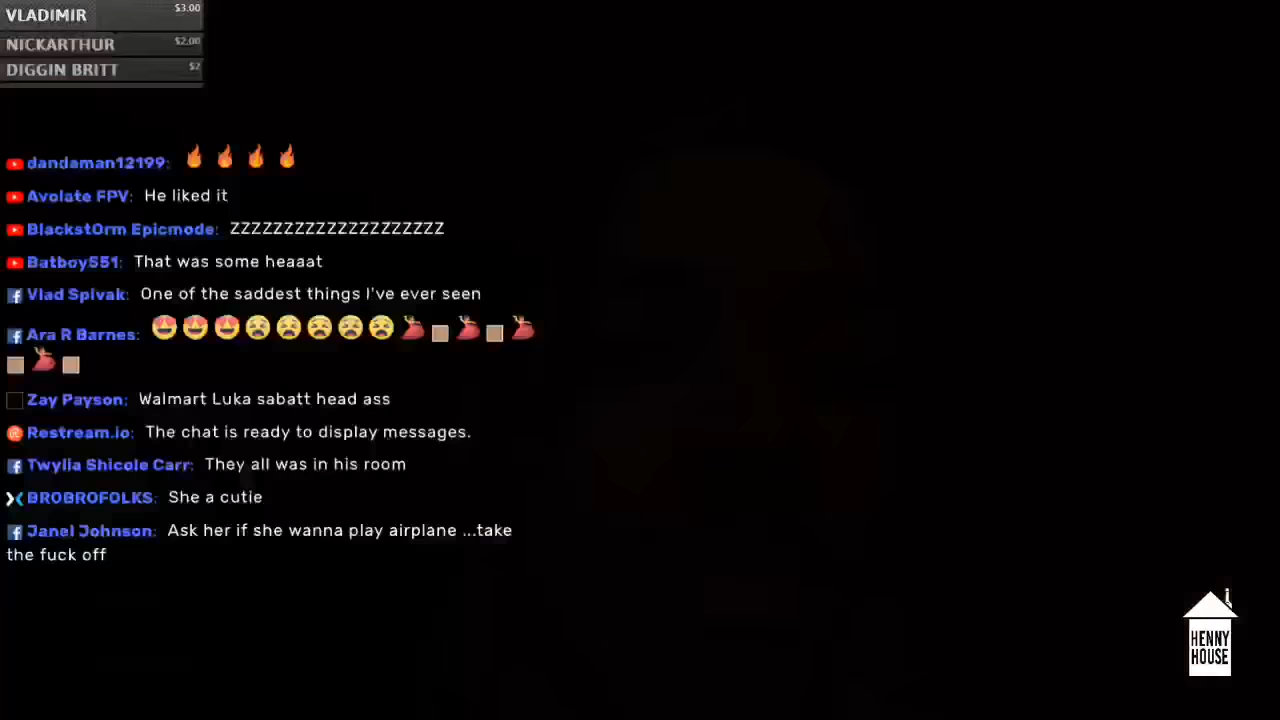 VLADIMIR $3.00
NICKARTHUR $2.00
DIGGIN BRITT $2
dandaman12199: 🔥 🔥 🔥 🔥
Avolate FPV: He liked it
BlackstOrm Epicmode: ZZZZZZZZZZZZZZZZZZZZ
Batboy551: That was some heaaat
Vlad Spivak: One of the saddest things I've ever seen
Ara R Barnes: 😍😍😍😫😫😫😫😫💃🏽💃🏽💃
🏽💃🏽
Zay Payson: Walmart Luka sabatt head ass
Restream.io: The chat is ready to display messages.
Twylia Shicole Carr: They all was in his room
BROBROFOLKS: She a cutie
Janel Johnson: Ask her if she wanna play airplane ...take
the fuck off
HENNY
HOUSE